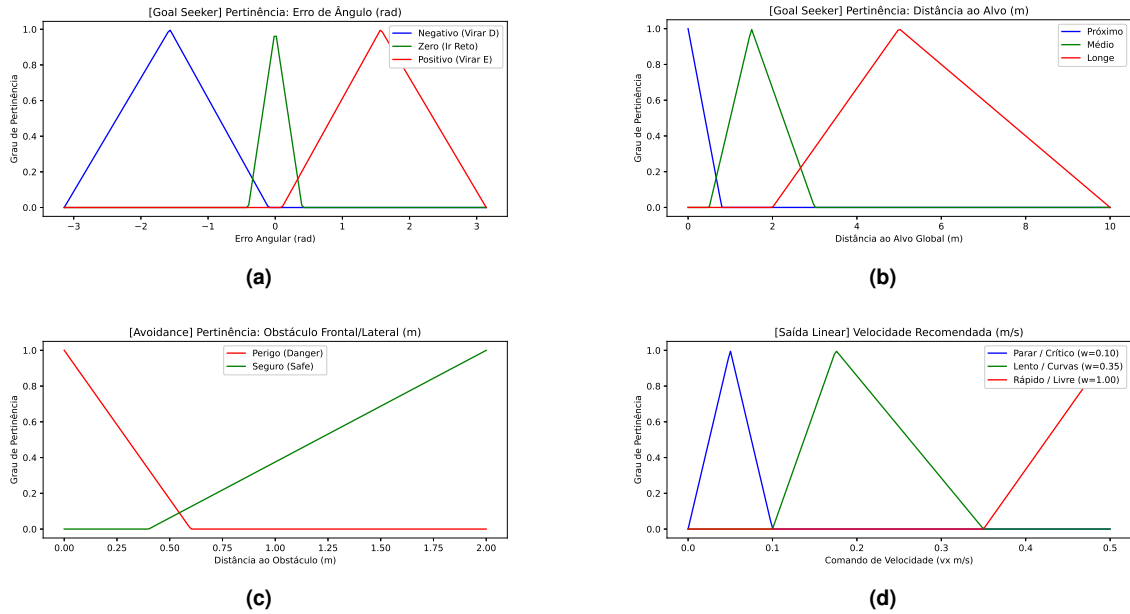 [Goal Seeker] Pertinência: Erro de Ângulo (rad)
Grau de Pertinência
1.0
0.8
0.6
0.4
0.2
0.0
Negativo (Virar D)
Zero (Ir Reto)
Positivo (Virar E)
−3 −2 −1 0 1 2 3
Erro Angular (rad)
(a)
[Goal Seeker] Pertinência: Distância ao Alvo (m)
Grau de Pertinência
1.0
0.8
0.6
0.4
0.2
0.0
Próximo
Médio
Longe
0 2 4 6 8 10
Distância ao Alvo Global (m)
(b)
[Avoidance] Pertinência: Obstáculo Frontal/Lateral (m)
Grau de Pertinência
1.0
0.8
0.6
0.4
0.2
0.0
Perigo (Danger)
Seguro (Safe)
0.00 0.25 0.50 0.75 1.00 1.25 1.50 1.75 2.00
Distância ao Obstáculo (m)
(c)
[Saída Linear] Velocidade Recomendada (m/s)
Grau de Pertinência
1.0
0.8
0.6
0.4
0.2
0.0
Parar / Crítico (w=0.10)
Lento / Curvas (w=0.35)
Rápido / Livre (w=1.00)
0.0 0.1 0.2 0.3 0.4 0.5
Comando de Velocidade (vx m/s)
(d)